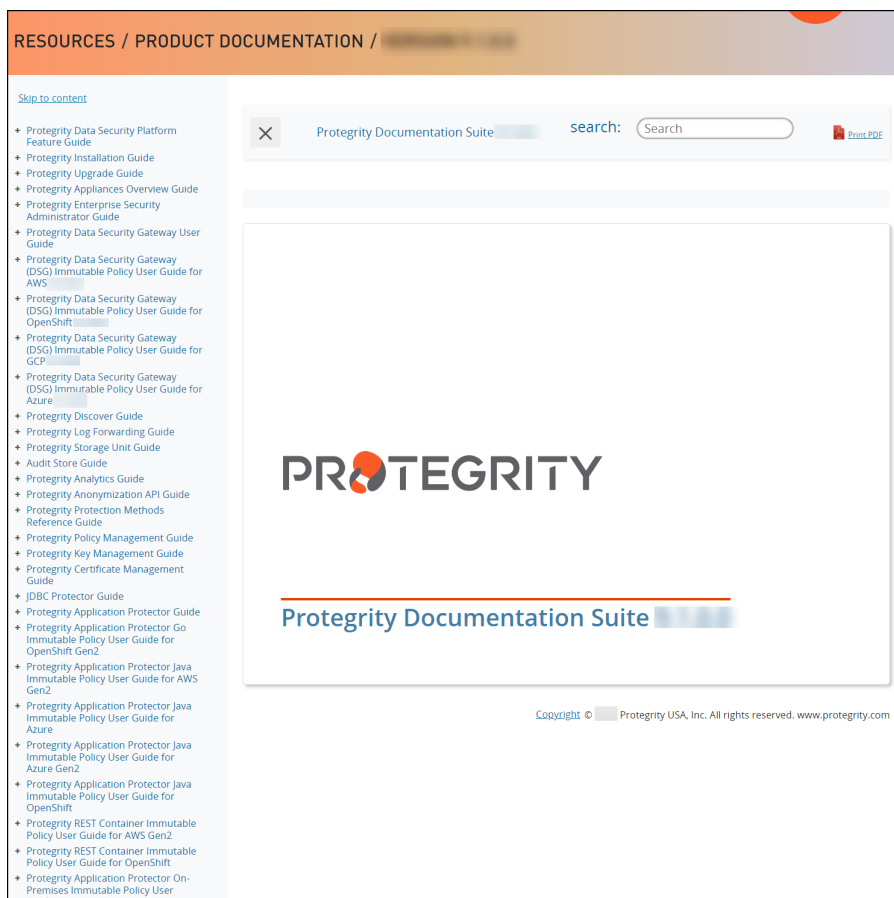 RESOURCES / PRODUCT DOCUMENTATION /
Skip to content
+ Protegrity Data Security Platform
Feature Guide
+ Protegrity Installation Guide
+ Protegrity Upgrade Guide
+ Protegrity Appliances Overview Guide
+ Protegrity Enterprise Security
Administrator Guide
+ Protegrity Data Security Gateway User
Guide
+ Protegrity Data Security Gateway
(DSG) Immutable Policy User Guide for
AWS
+ Protegrity Data Security Gateway
(DSG) Immutable Policy User Guide for
OpenShift
+ Protegrity Data Security Gateway
(DSG) Immutable Policy User Guide for
GCP
+ Protegrity Data Security Gateway
(DSG) Immutable Policy User Guide for
Azure
+ Protegrity Discover Guide
+ Protegrity Log Forwarding Guide
+ Protegrity Storage Unit Guide
+ Audit Store Guide
+ Protegrity Analytics Guide
+ Protegrity Anonymization API Guide
+ Protegrity Protection Methods
Reference Guide
+ Protegrity Policy Management Guide
+ Protegrity Key Management Guide
+ Protegrity Certificate Management
Guide
+ JDBC Protector Guide
+ Protegrity Application Protector Guide
+ Protegrity Application Protector Go
Immutable Policy User Guide for
OpenShift Gen2
+ Protegrity Application Protector Java
Immutable Policy User Guide for AWS
Gen2
+ Protegrity Application Protector Java
Immutable Policy User Guide for
Azure
+ Protegrity Application Protector Java
Immutable Policy User Guide for
Azure Gen2
+ Protegrity Application Protector Java
Immutable Policy User Guide for
OpenShift
+ Protegrity REST Container Immutable
Policy User Guide for AWS Gen2
+ Protegrity REST Container Immutable
Policy User Guide for OpenShift
+ Protegrity Application Protector On-
Premises Immutable Policy User
Protegrity Documentation Suite
search: Search
Print PDF
PROTEGRITY
Protegrity Documentation Suite
Copyright © Protegrity USA, Inc. All rights reserved. www.protegrity.com